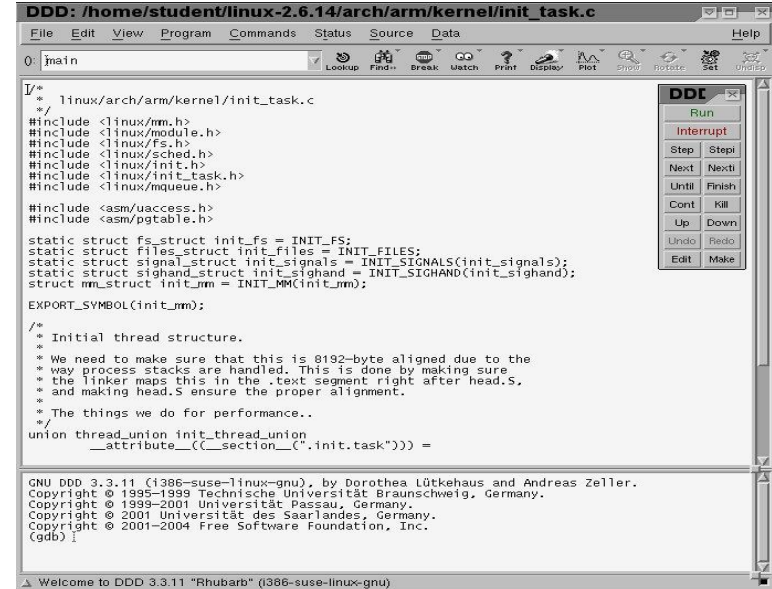 DDD: /home/student/linux-2.6.14/arch/arm/kernel/init_task.c
File Edit View Program Commands Status Source Data Help
0: main
Lookup Find» Break Watch Print Display Plot Show Rotate Set Undisp
/*
 *  linux/arch/arm/kernel/init_task.c
 */
#include <linux/mm.h>
#include <linux/module.h>
#include <linux/fs.h>
#include <linux/sched.h>
#include <linux/init.h>
#include <linux/init_task.h>
#include <linux/mqueue.h>
#include <asm/uaccess.h>
#include <asm/pgtable.h>
static struct fs_struct init_fs = INIT_FS;
static struct files_struct init_files = INIT_FILES;
static struct signal_struct init_signals = INIT_SIGNALS(init_signals);
static struct sighand_struct init_sighand = INIT_SIGHAND(init_sighand);
struct mm_struct init_mm = INIT_MM(init_mm);
EXPORT_SYMBOL(init_mm);
/*
 * Initial thread structure.
 *
 * We need to make sure that this is 8192-byte aligned due to the
 * way process stacks are handled. This is done by making sure
 * the linker maps this in the .text segment right after head.S,
 * and making head.S ensure the proper alignment.
 *
 * The things we do for performance..
 */
union thread_union init_thread_union
        __attribute__((__section__(".init.task"))) =
DDD
Run
Interrupt
Step Stepi
Next Nexti
Until Finish
Cont Kill
Up Down
Undo Redo
Edit Make
GNU DDD 3.3.11 (i386-suse-linux-gnu), by Dorothea Lütkehaus and Andreas Zeller.
Copyright © 1995-1999 Technische Universität Braunschweig, Germany.
Copyright © 1999-2001 Universität Passau, Germany.
Copyright © 2001 Universität des Saarlandes, Germany.
Copyright © 2001-2004 Free Software Foundation, Inc.
(gdb)
Welcome to DDD 3.3.11 "Rhubarb" (i386-suse-linux-gnu)